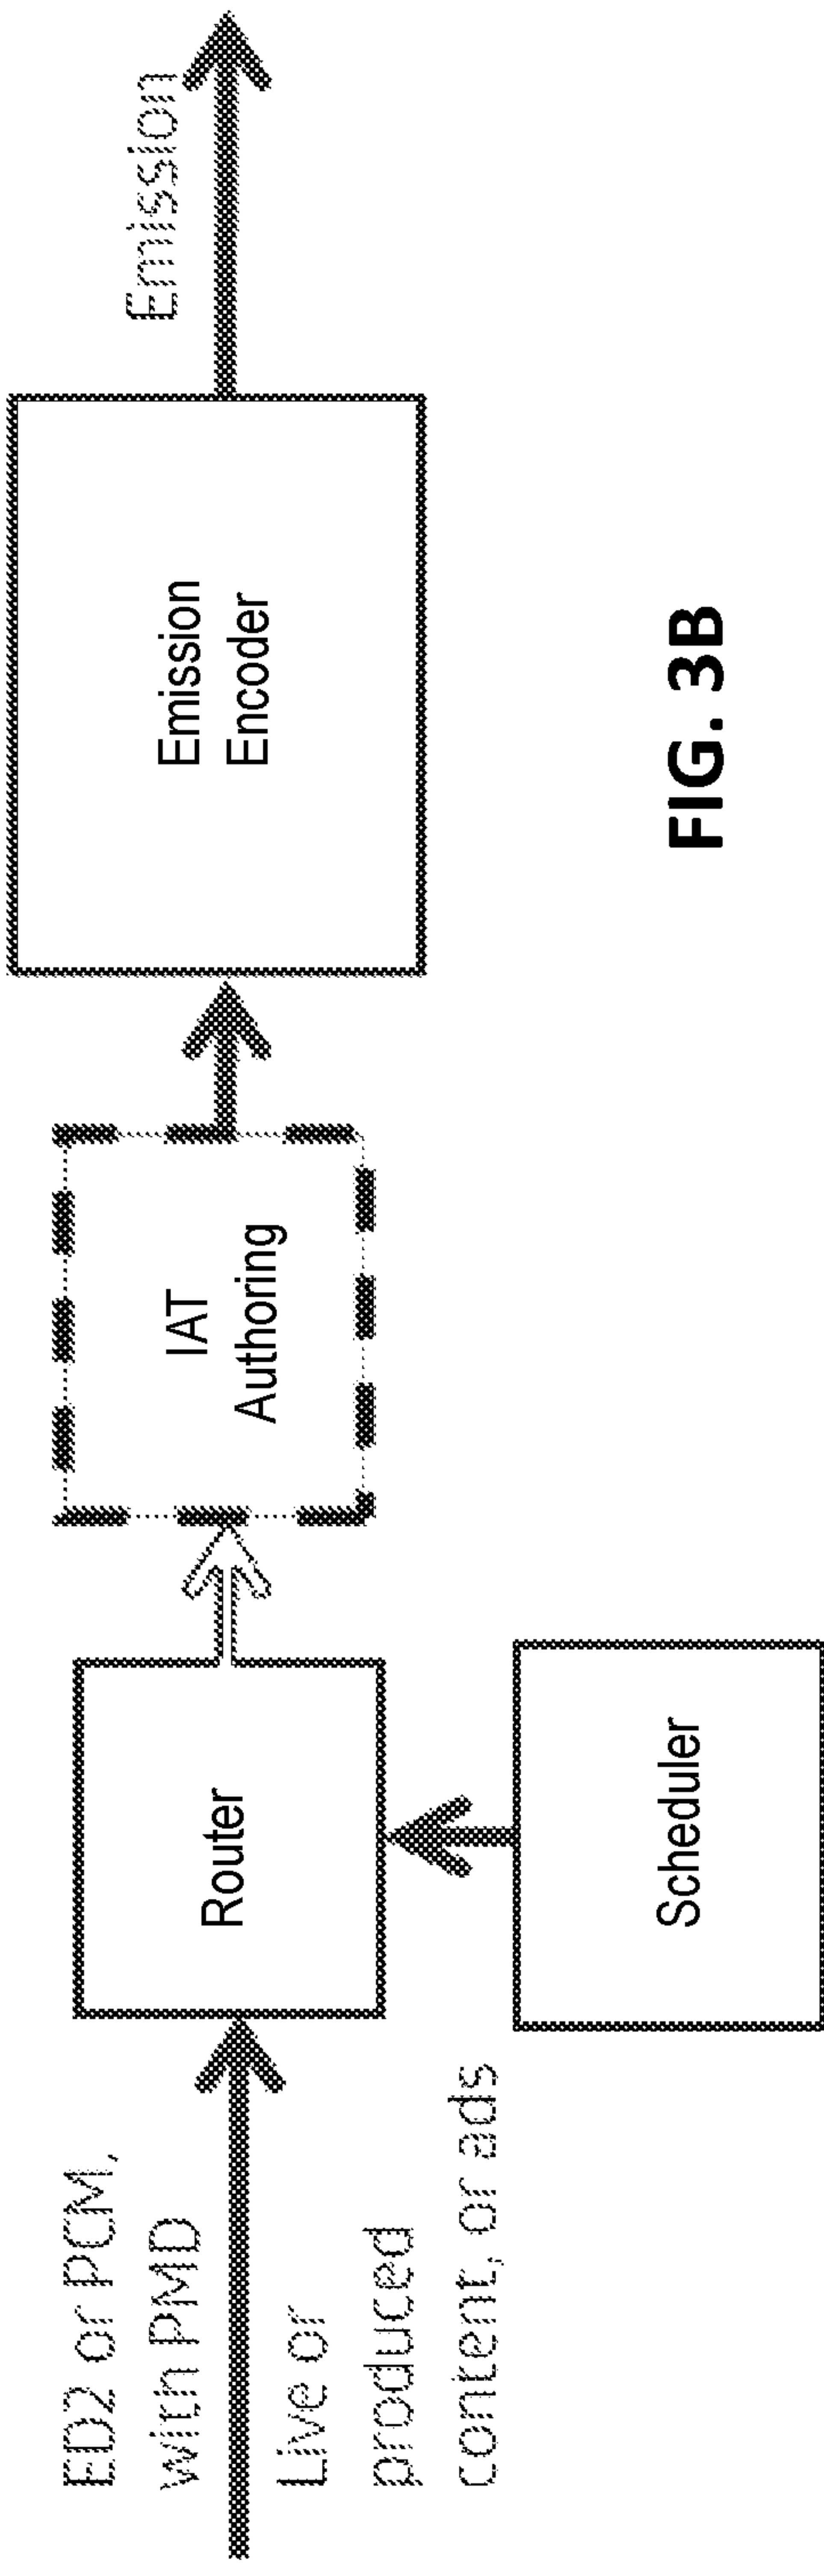 ED2 or PCM,
with PMD
Live or
produced
content, or ads
Router
Scheduler
IAT
Authoring
Emission
Encoder
Emission
FIG. 3B